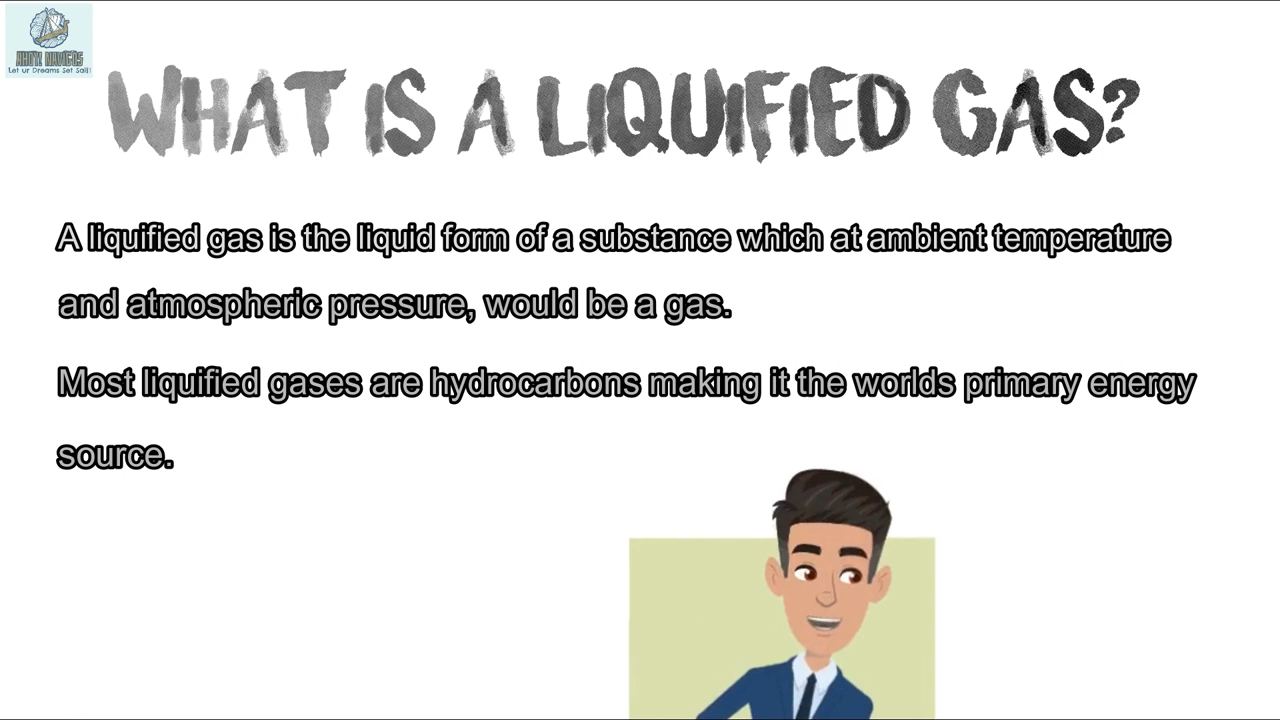 AHOY! NAVIGOS
Let ur Dreams Set Sail!
WHAT IS A LIQUIFIED GAS?
A liquified gas is the liquid form of a substance which at ambient temperature
and atmospheric pressure, would be a gas.
Most liquified gases are hydrocarbons making it the worlds primary energy
source.